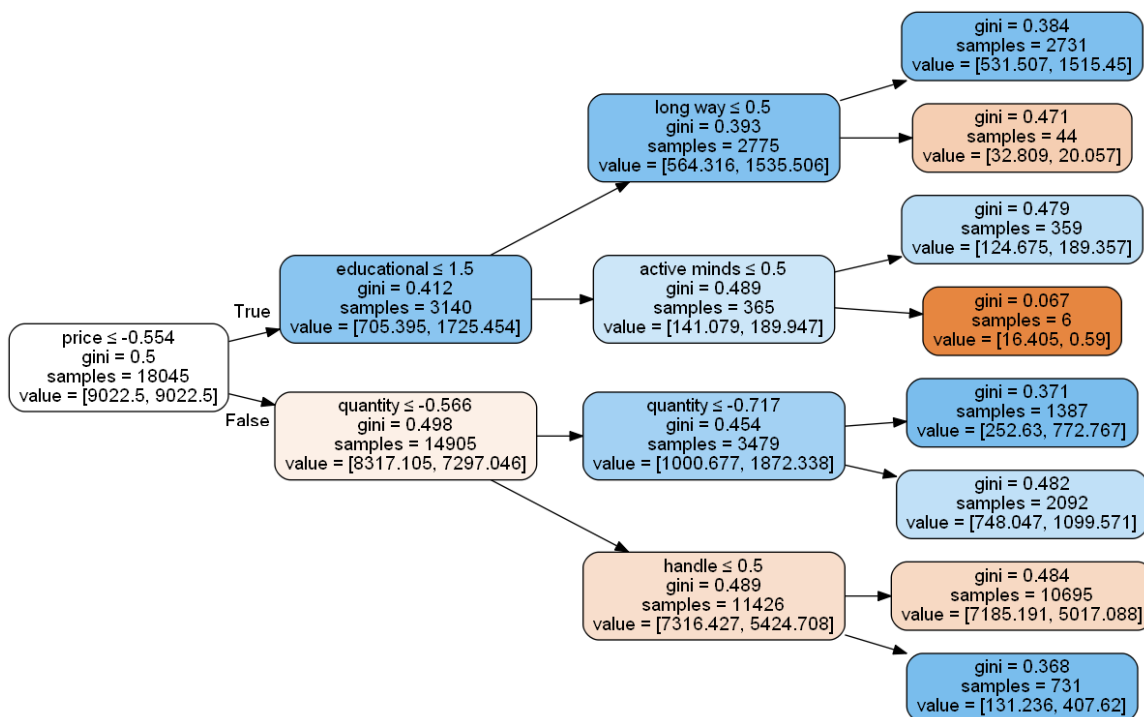 price ≤ -0.554
gini = 0.5
samples = 18045
value = [9022.5, 9022.5]
True
False
educational ≤ 1.5
gini = 0.412
samples = 3140
value = [705.395, 1725.454]
quantity ≤ -0.566
gini = 0.498
samples = 14905
value = [8317.105, 7297.046]
long way ≤ 0.5
gini = 0.393
samples = 2775
value = [564.316, 1535.506]
active minds ≤ 0.5
gini = 0.489
samples = 365
value = [141.079, 189.947]
quantity ≤ -0.717
gini = 0.454
samples = 3479
value = [1000.677, 1872.338]
handle ≤ 0.5
gini = 0.489
samples = 11426
value = [7316.427, 5424.708]
gini = 0.384
samples = 2731
value = [531.507, 1515.45]
gini = 0.471
samples = 44
value = [32.809, 20.057]
gini = 0.479
samples = 359
value = [124.675, 189.357]
gini = 0.067
samples = 6
value = [16.405, 0.59]
gini = 0.371
samples = 1387
value = [252.63, 772.767]
gini = 0.482
samples = 2092
value = [748.047, 1099.571]
gini = 0.484
samples = 10695
value = [7185.191, 5017.088]
gini = 0.368
samples = 731
value = [131.236, 407.62]